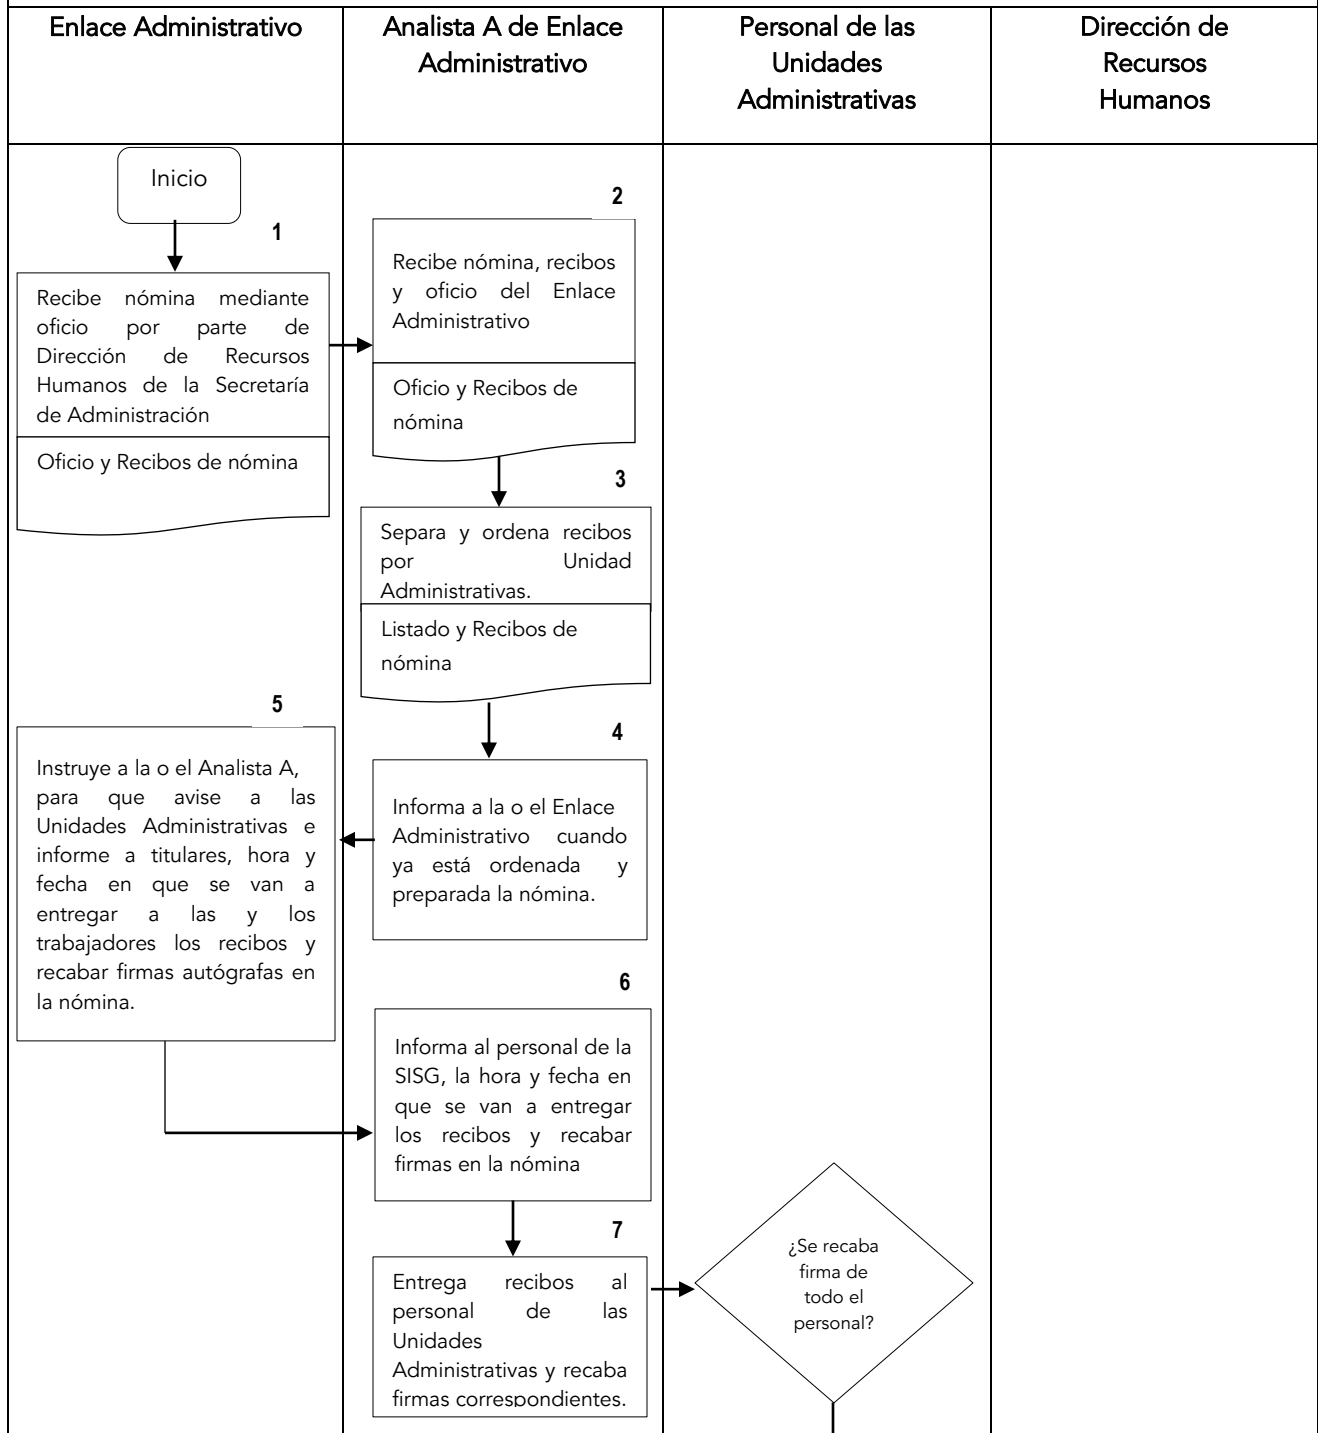 Enlace Administrativo
Analista A de Enlace
Administrativo
Personal de las
Unidades
Administrativas
Dirección de
Recursos
Humanos
Inicio
1
Recibe nómina mediante
oficio por parte de
Dirección de Recursos
Humanos de la Secretaría
de Administración
Oficio y Recibos de nómina
2
Recibe nómina, recibos
y oficio del Enlace
Administrativo
Oficio y Recibos de
nómina
3
Separa y ordena recibos
por Unidad
Administrativas.
Listado y Recibos de
nómina
4
Informa a la o el Enlace
Administrativo cuando
ya está ordenada y
preparada la nómina.
5
Instruye a la o el Analista A,
para que avise a las
Unidades Administrativas e
informe a titulares, hora y
fecha en que se van a
entregar a las y los
trabajadores los recibos y
recabar firmas autógrafas en
la nómina.
6
Informa al personal de la
SISG, la hora y fecha en
que se van a entregar
los recibos y recabar
firmas en la nómina
7
Entrega recibos al
personal de las
Unidades
Administrativas y recaba
firmas correspondientes.
¿Se recaba
firma de
todo el
personal?